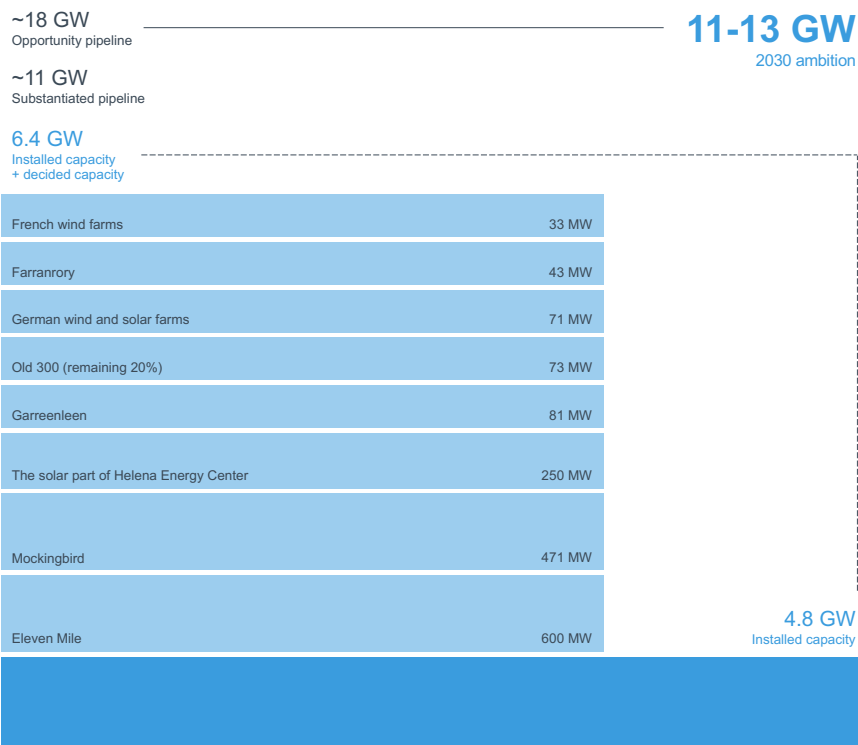 ~18 GW
Opportunity pipeline
11-13 GW
2030 ambition
~11 GW
Substantiated pipeline
6.4 GW
Installed capacity
+ decided capacity
French wind farms 33 MW
Farranrory 43 MW
German wind and solar farms 71 MW
Old 300 (remaining 20%) 73 MW
Garreenleen 81 MW
The solar part of Helena Energy Center 250 MW
Mockingbird 471 MW
Eleven Mile 600 MW
4.8 GW
Installed capacity